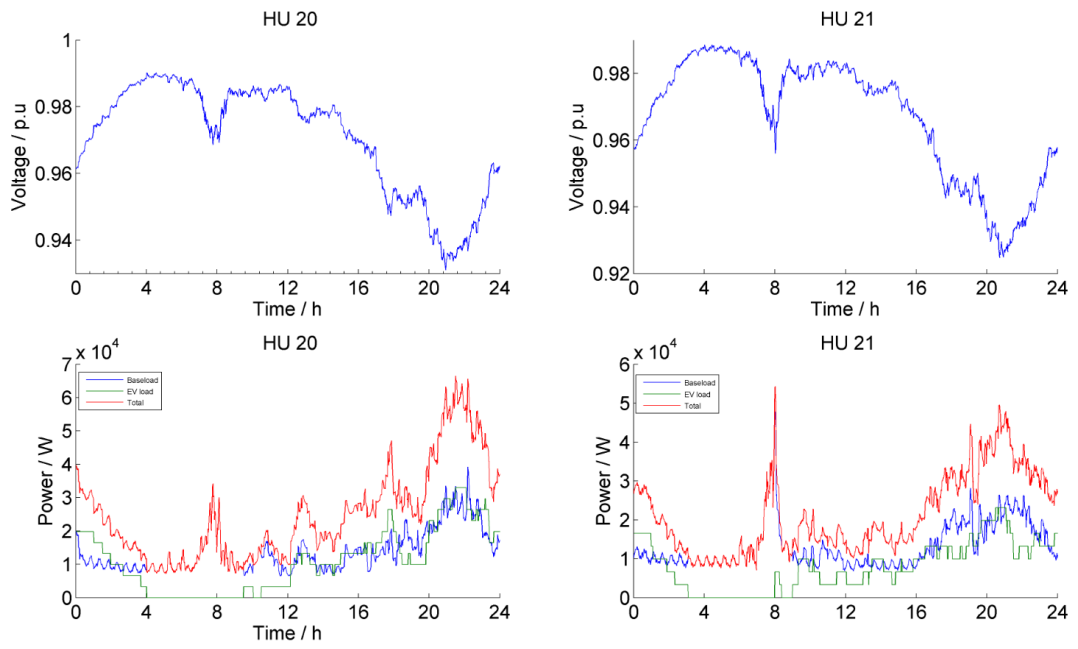 HU 20
Voltage / p.u
1
0.98
0.96
0.94
0 4 8 12 16 20 24
Time / h
HU 21
Voltage / p.u
0.98
0.96
0.94
0.92
0 4 8 12 16 20 24
Time / h
HU 20
x 10^4
Power / W
7
6
5
4
3
2
1
0
Baseload
EV load
Total
0 4 8 12 16 20 24
Time / h
HU 21
x 10^4
Power / W
6
5
4
3
2
1
0
Baseload
EV load
Total
0 4 8 12 16 20 24
Time / h